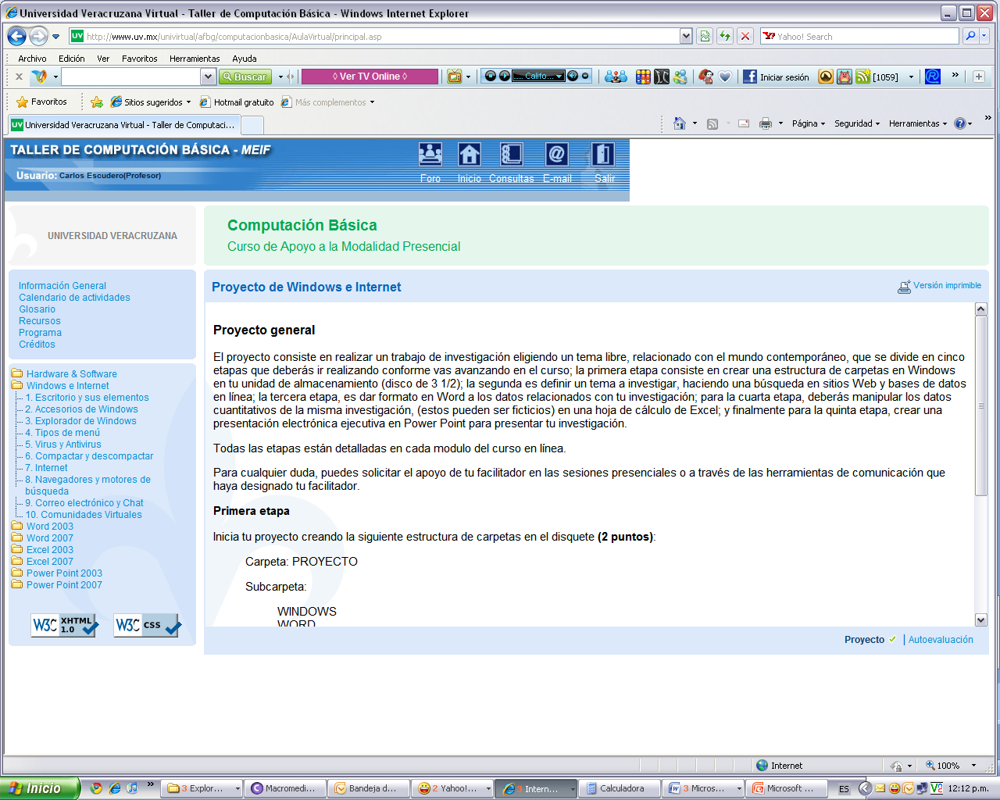 Universidad Veracruzana Virtual - Taller de Computación Básica - Windows Internet Explorer
UV http://www.uv.mx/univirtual/afbg/computacionbasica/AulaVirtual/principal.asp
Y! Yahoo! Search
Archivo Edición Ver Favoritos Herramientas Ayuda
Buscar
◊ Ver TV Online ◊
..... Califo...
Iniciar sesión
[1059]
R
»
Favoritos Sitios sugeridos Hotmail gratuito Más complementos
UV Universidad Veracruzana Virtual - Taller de Computaci...
Página Seguridad Herramientas »
TALLER DE COMPUTACIÓN BÁSICA - MEIF
Usuario: Carlos Escudero(Profesor)
Foro Inicio Consultas E-mail Salir
UNIVERSIDAD VERACRUZANA
Computación Básica
Curso de Apoyo a la Modalidad Presencial
Información General
Calendario de actividades
Glosario
Recursos
Programa
Créditos
Hardware & Software
Windows e Internet
1. Escritorio y sus elementos
2. Accesorios de Windows
3. Explorador de Windows
4. Tipos de menú
5. Virus y Antivirus
6. Compactar y descompactar
7. Internet
8. Navegadores y motores de
búsqueda
9. Correo electrónico y Chat
10. Comunidades Virtuales
Word 2003
Word 2007
Excel 2003
Excel 2007
Power Point 2003
Power Point 2007
W3C XHTML 1.0
W3C CSS
Proyecto de Windows e Internet
Versión imprimible
Proyecto general
El proyecto consiste en realizar un trabajo de investigación eligiendo un tema libre, relacionado con el mundo contemporáneo, que se divide en cinco
etapas que deberás ir realizando conforme vas avanzando en el curso; la primera etapa consiste en crear una estructura de carpetas en Windows
en tu unidad de almacenamiento (disco de 3 1/2); la segunda es definir un tema a investigar, haciendo una búsqueda en sitios Web y bases de datos
en línea; la tercera etapa, es dar formato en Word a los datos relacionados con tu investigación; para la cuarta etapa, deberás manipular los datos
cuantitativos de la misma investigación, (estos pueden ser ficticios) en una hoja de cálculo de Excel; y finalmente para la quinta etapa, crear una
presentación electrónica ejecutiva en Power Point para presentar tu investigación.
Todas las etapas están detalladas en cada modulo del curso en línea.
Para cualquier duda, puedes solicitar el apoyo de tu facilitador en las sesiones presenciales o a través de las herramientas de comunicación que
haya designado tu facilitador.
Primera etapa
Inicia tu proyecto creando la siguiente estructura de carpetas en el disquete (2 puntos):
Carpeta: PROYECTO
Subcarpeta:
WINDOWS
WORD
Proyecto | Autoevaluación
Internet
100%
Inicio
»
3 Explor...
Macromedi...
Bandeja d...
2 Yahoo!...
3 Intern...
Calculadora
3 Micros...
Microsoft ...
ES
12:12 p.m.